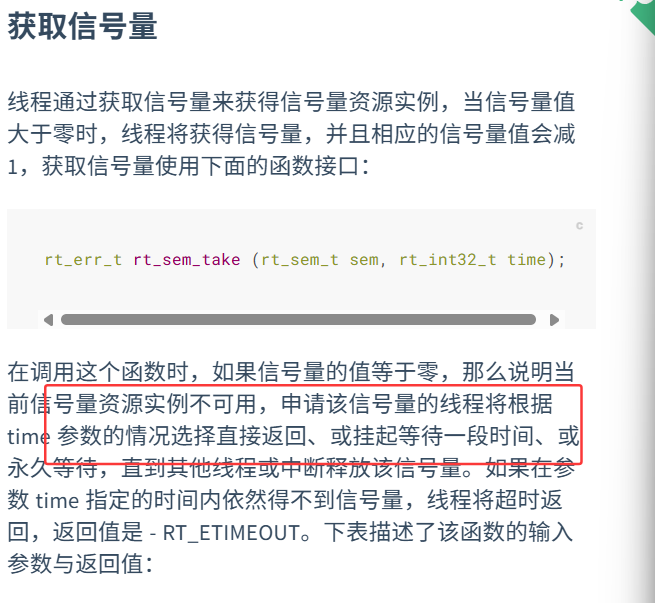 获取信号量
线程通过获取信号量来获得信号量资源实例，当信号量值
大于零时，线程将获得信号量，并且相应的信号量值会减
1，获取信号量使用下面的函数接口：
c
rt_err_t rt_sem_take (rt_sem_t sem, rt_int32_t time);
在调用这个函数时，如果信号量的值等于零，那么说明当
前信号量资源实例不可用，申请该信号量的线程将根据
time 参数的情况选择直接返回、或挂起等待一段时间、或
永久等待，直到其他线程或中断释放该信号量。如果在参
数 time 指定的时间内依然得不到信号量，线程将超时返
回，返回值是 - RT_ETIMEOUT。下表描述了该函数的输入
参数与返回值：